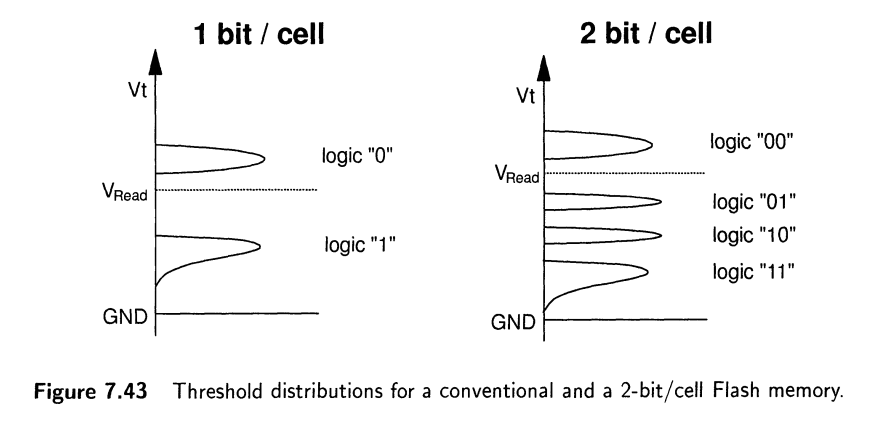 1 bit / cell
Vt
logic "0"
VRead
logic "1"
GND
2 bit / cell
Vt
logic "00"
VRead
logic "01"
logic "10"
logic "11"
GND
Figure 7.43 Threshold distributions for a conventional and a 2-bit/cell Flash memory.